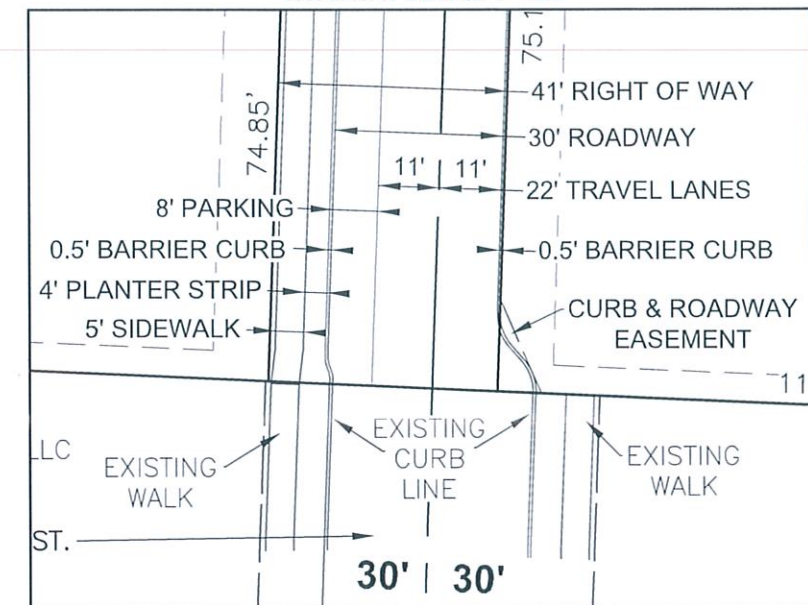 75.1
41' RIGHT OF WAY
74.85'
30' ROADWAY
11'
11'
22' TRAVEL LANES
8' PARKING
0.5' BARRIER CURB
0.5' BARRIER CURB
4' PLANTER STRIP
CURB & ROADWAY
EASEMENT
5' SIDEWALK
11
LLC
EXISTING
WALK
EXISTING
CURB
LINE
EXISTING
WALK
ST.
30'
30'